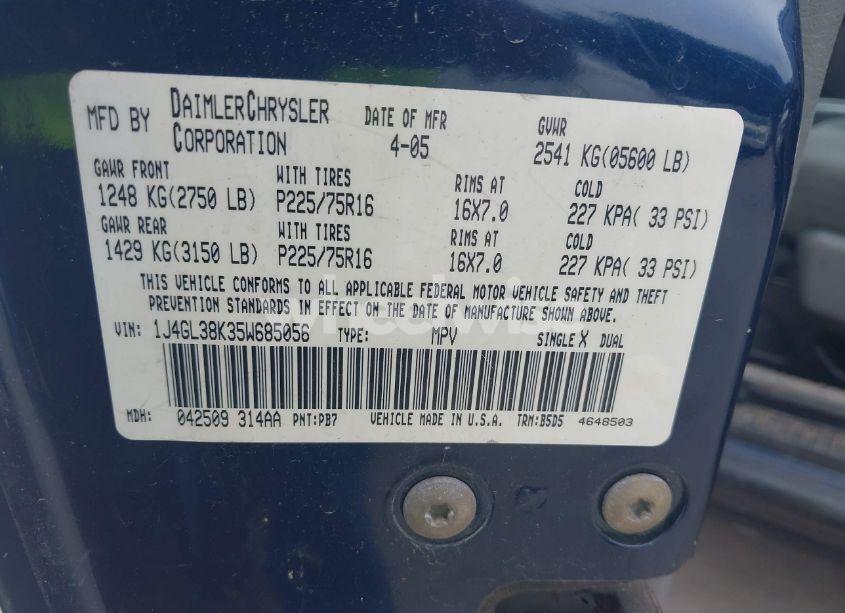 MFD BY DAIMLERCHRYSLER CORPORATION DATE OF MFR 4-05 GVWR 2541 KG(05600 LB)
GAWR FRONT WITH TIRES RIMS AT COLD
1248 KG(2750 LB) P225/75R16 16X7.0 227 KPA( 33 PSI)
GAWR REAR WITH TIRES RIMS AT COLD
1429 KG(3150 LB) P225/75R16 16X7.0 227 KPA( 33 PSI)
THIS VEHICLE CONFORMS TO ALL APPLICABLE FEDERAL MOTOR VEHICLE SAFETY AND THEFT
PREVENTION STANDARDS IN EFFECT ON THE DATE OF MANUFACTURE SHOWN ABOVE.
VIN: 1J4GL38K35W685056 TYPE: MPV SINGLE X DUAL
MDH: 042509 314AA PNT:PB7 VEHICLE MADE IN U.S.A. TRM:B5D5 4648503